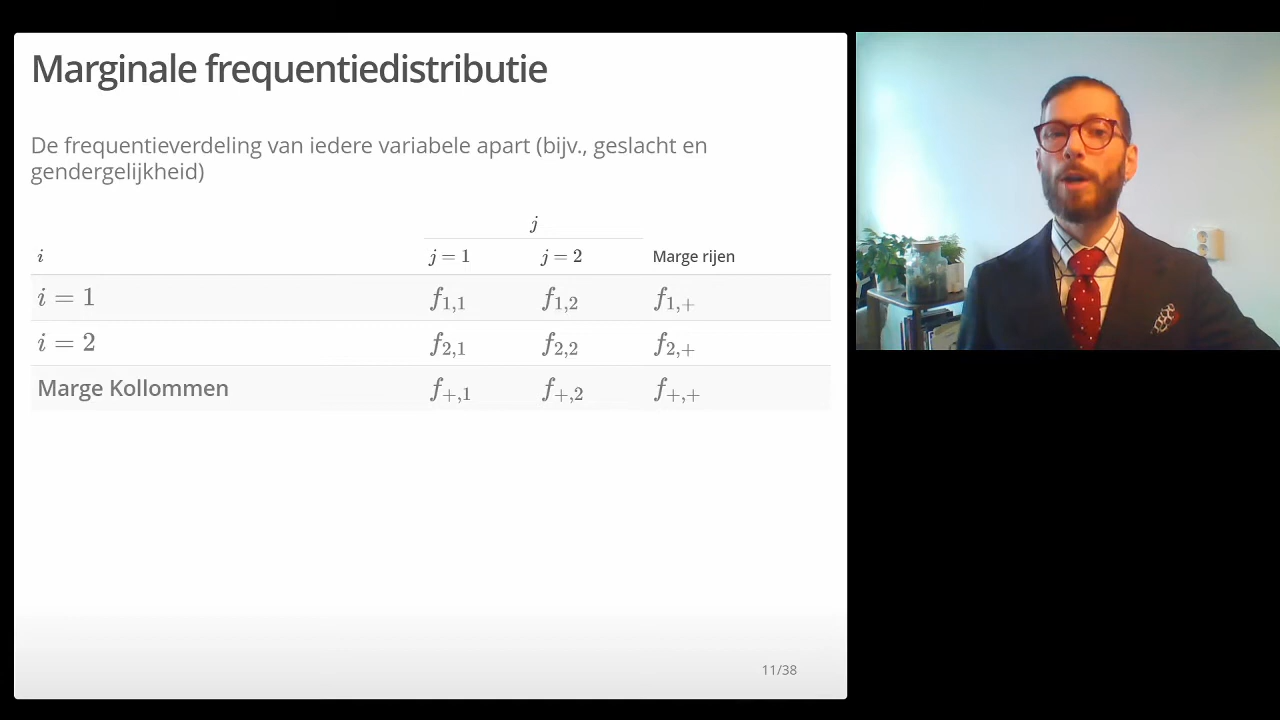 Marginale frequentiedistributie
De frequentieverdeling van iedere variabele apart (bijv., geslacht en
gendergelijkheid)
j
i j = 1 j = 2 Marge rijen
i = 1 f1,1 f1,2 f1,+
i = 2 f2,1 f2,2 f2,+
Marge Kollommen f+,1 f+,2 f+,+
11/38